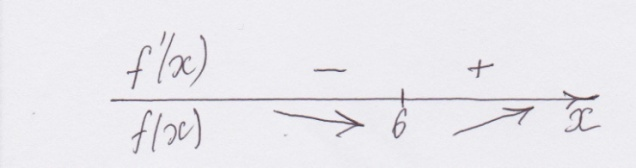 f'(x) − +
f(x) 6 x